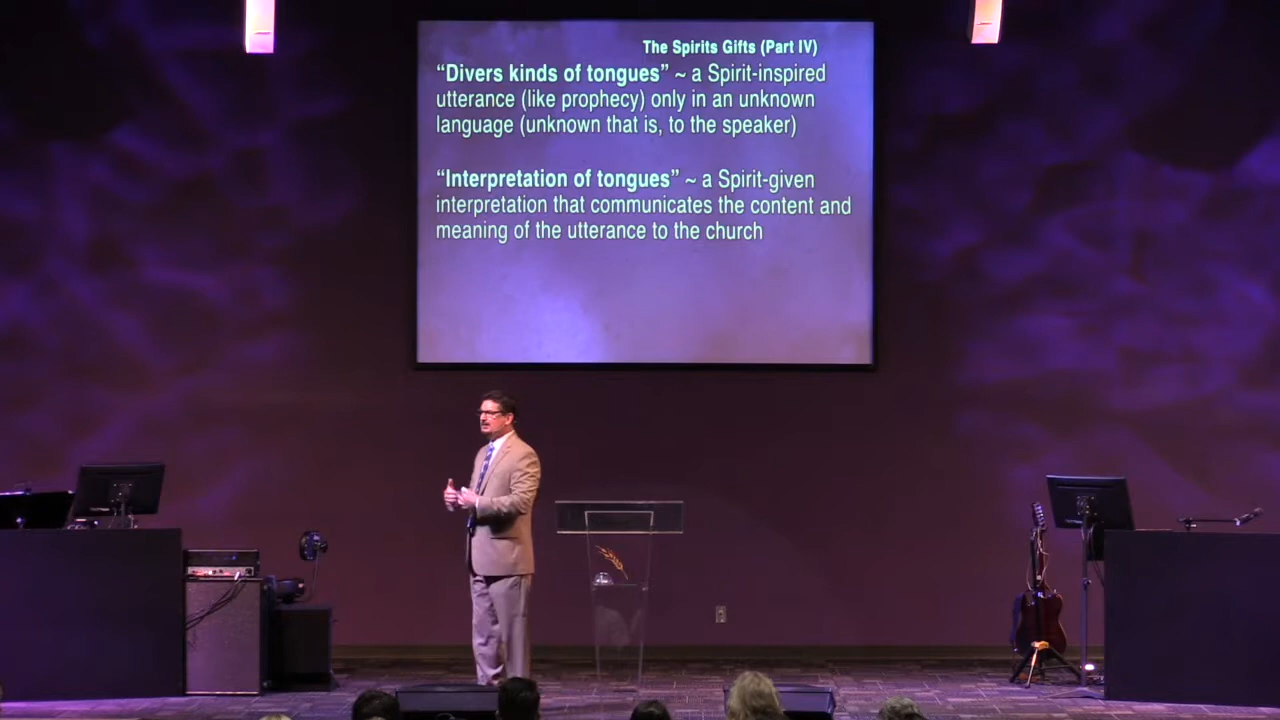 The Spirits Gifts (Part IV)
“Divers kinds of tongues” ~ a Spirit-inspired
utterance (like prophecy) only in an unknown
language (unknown that is, to the speaker)
“Interpretation of tongues” ~ a Spirit-given
interpretation that communicates the content and
meaning of the utterance to the church